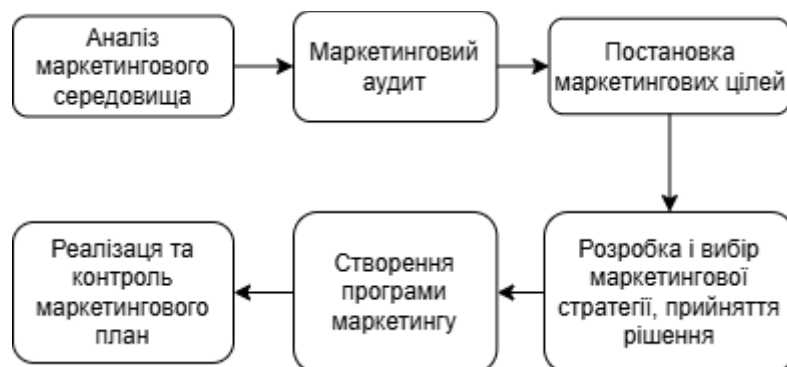 Аналіз
маркетингового
середовища
Маркетинговий
аудит
Постановка
маркетингових цілей
Розробка і вибір
маркетингової
стратегії, прийняття
рішення
Створення
програми
маркетингу
Реалізаця та
контроль
маркетингового
план